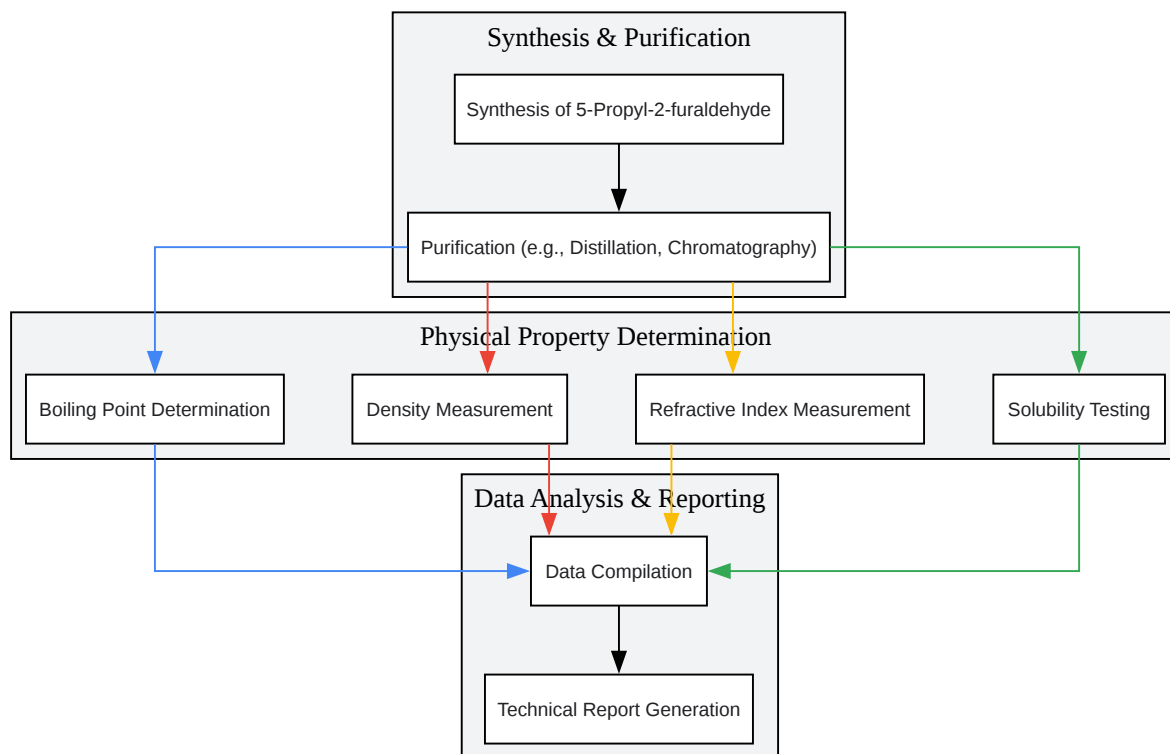 Synthesis & Purification
Synthesis of 5-Propyl-2-furaldehyde
Purification (e.g., Distillation, Chromatography)
Physical Property Determination
Boiling Point Determination
Density Measurement
Refractive Index Measurement
Solubility Testing
Data Analysis & Reporting
Data Compilation
Technical Report Generation